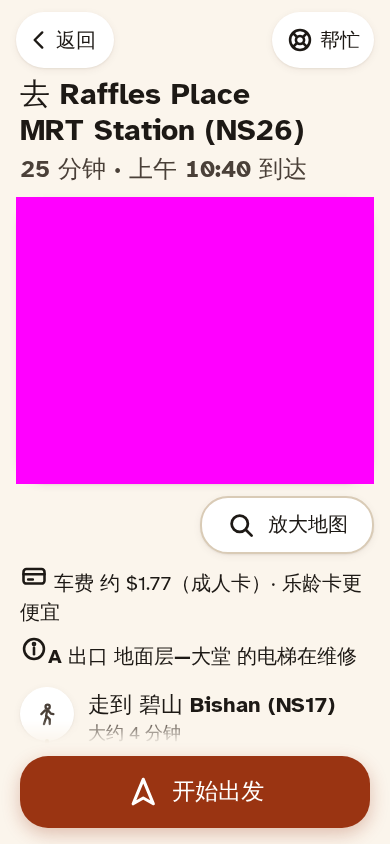 返回
帮忙
去 Raffles Place
MRT Station (NS26)
25 分钟 · 上午 10:40 到达
放大地图
车费 约 $1.77（成人卡）· 乐龄卡更
便宜
A 出口 地面层—大堂 的电梯在维修
走到 碧山 Bishan (NS17)
大约 4 分钟
开始出发